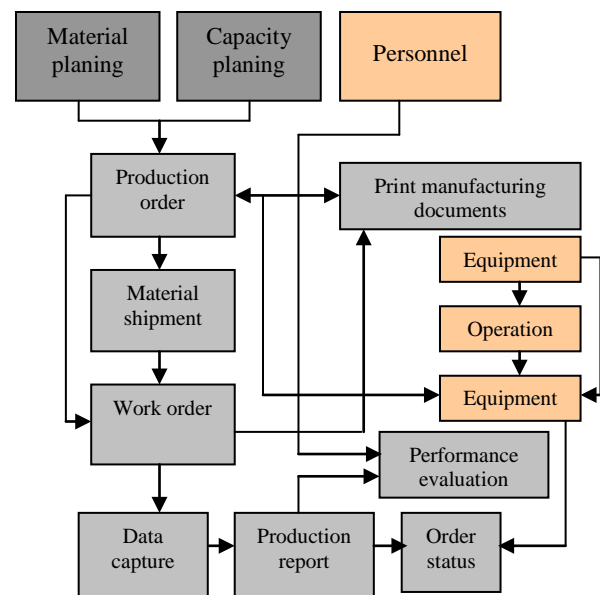 Material
planing
Capacity
planing
Personnel
Production
order
Print manufacturing
documents
Equipment
Material
shipment
Operation
Work order
Equipment
Performance
evaluation
Data
capture
Production
report
Order
status